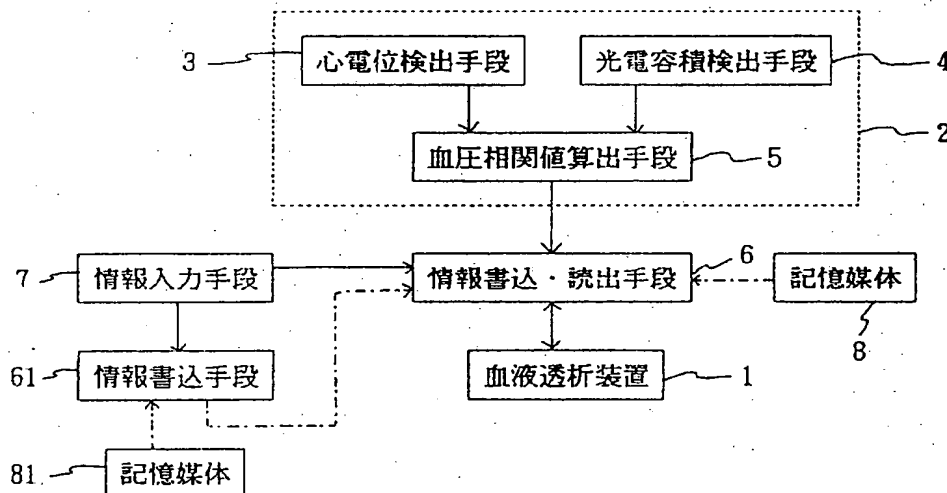 3 心電位検出手段 光電容積検出手段 4
2
血圧相関値算出手段 5
7 情報入力手段 情報書込・読出手段 6 記憶媒体
8
61 情報書込手段 血液透析装置 1
81 記憶媒体